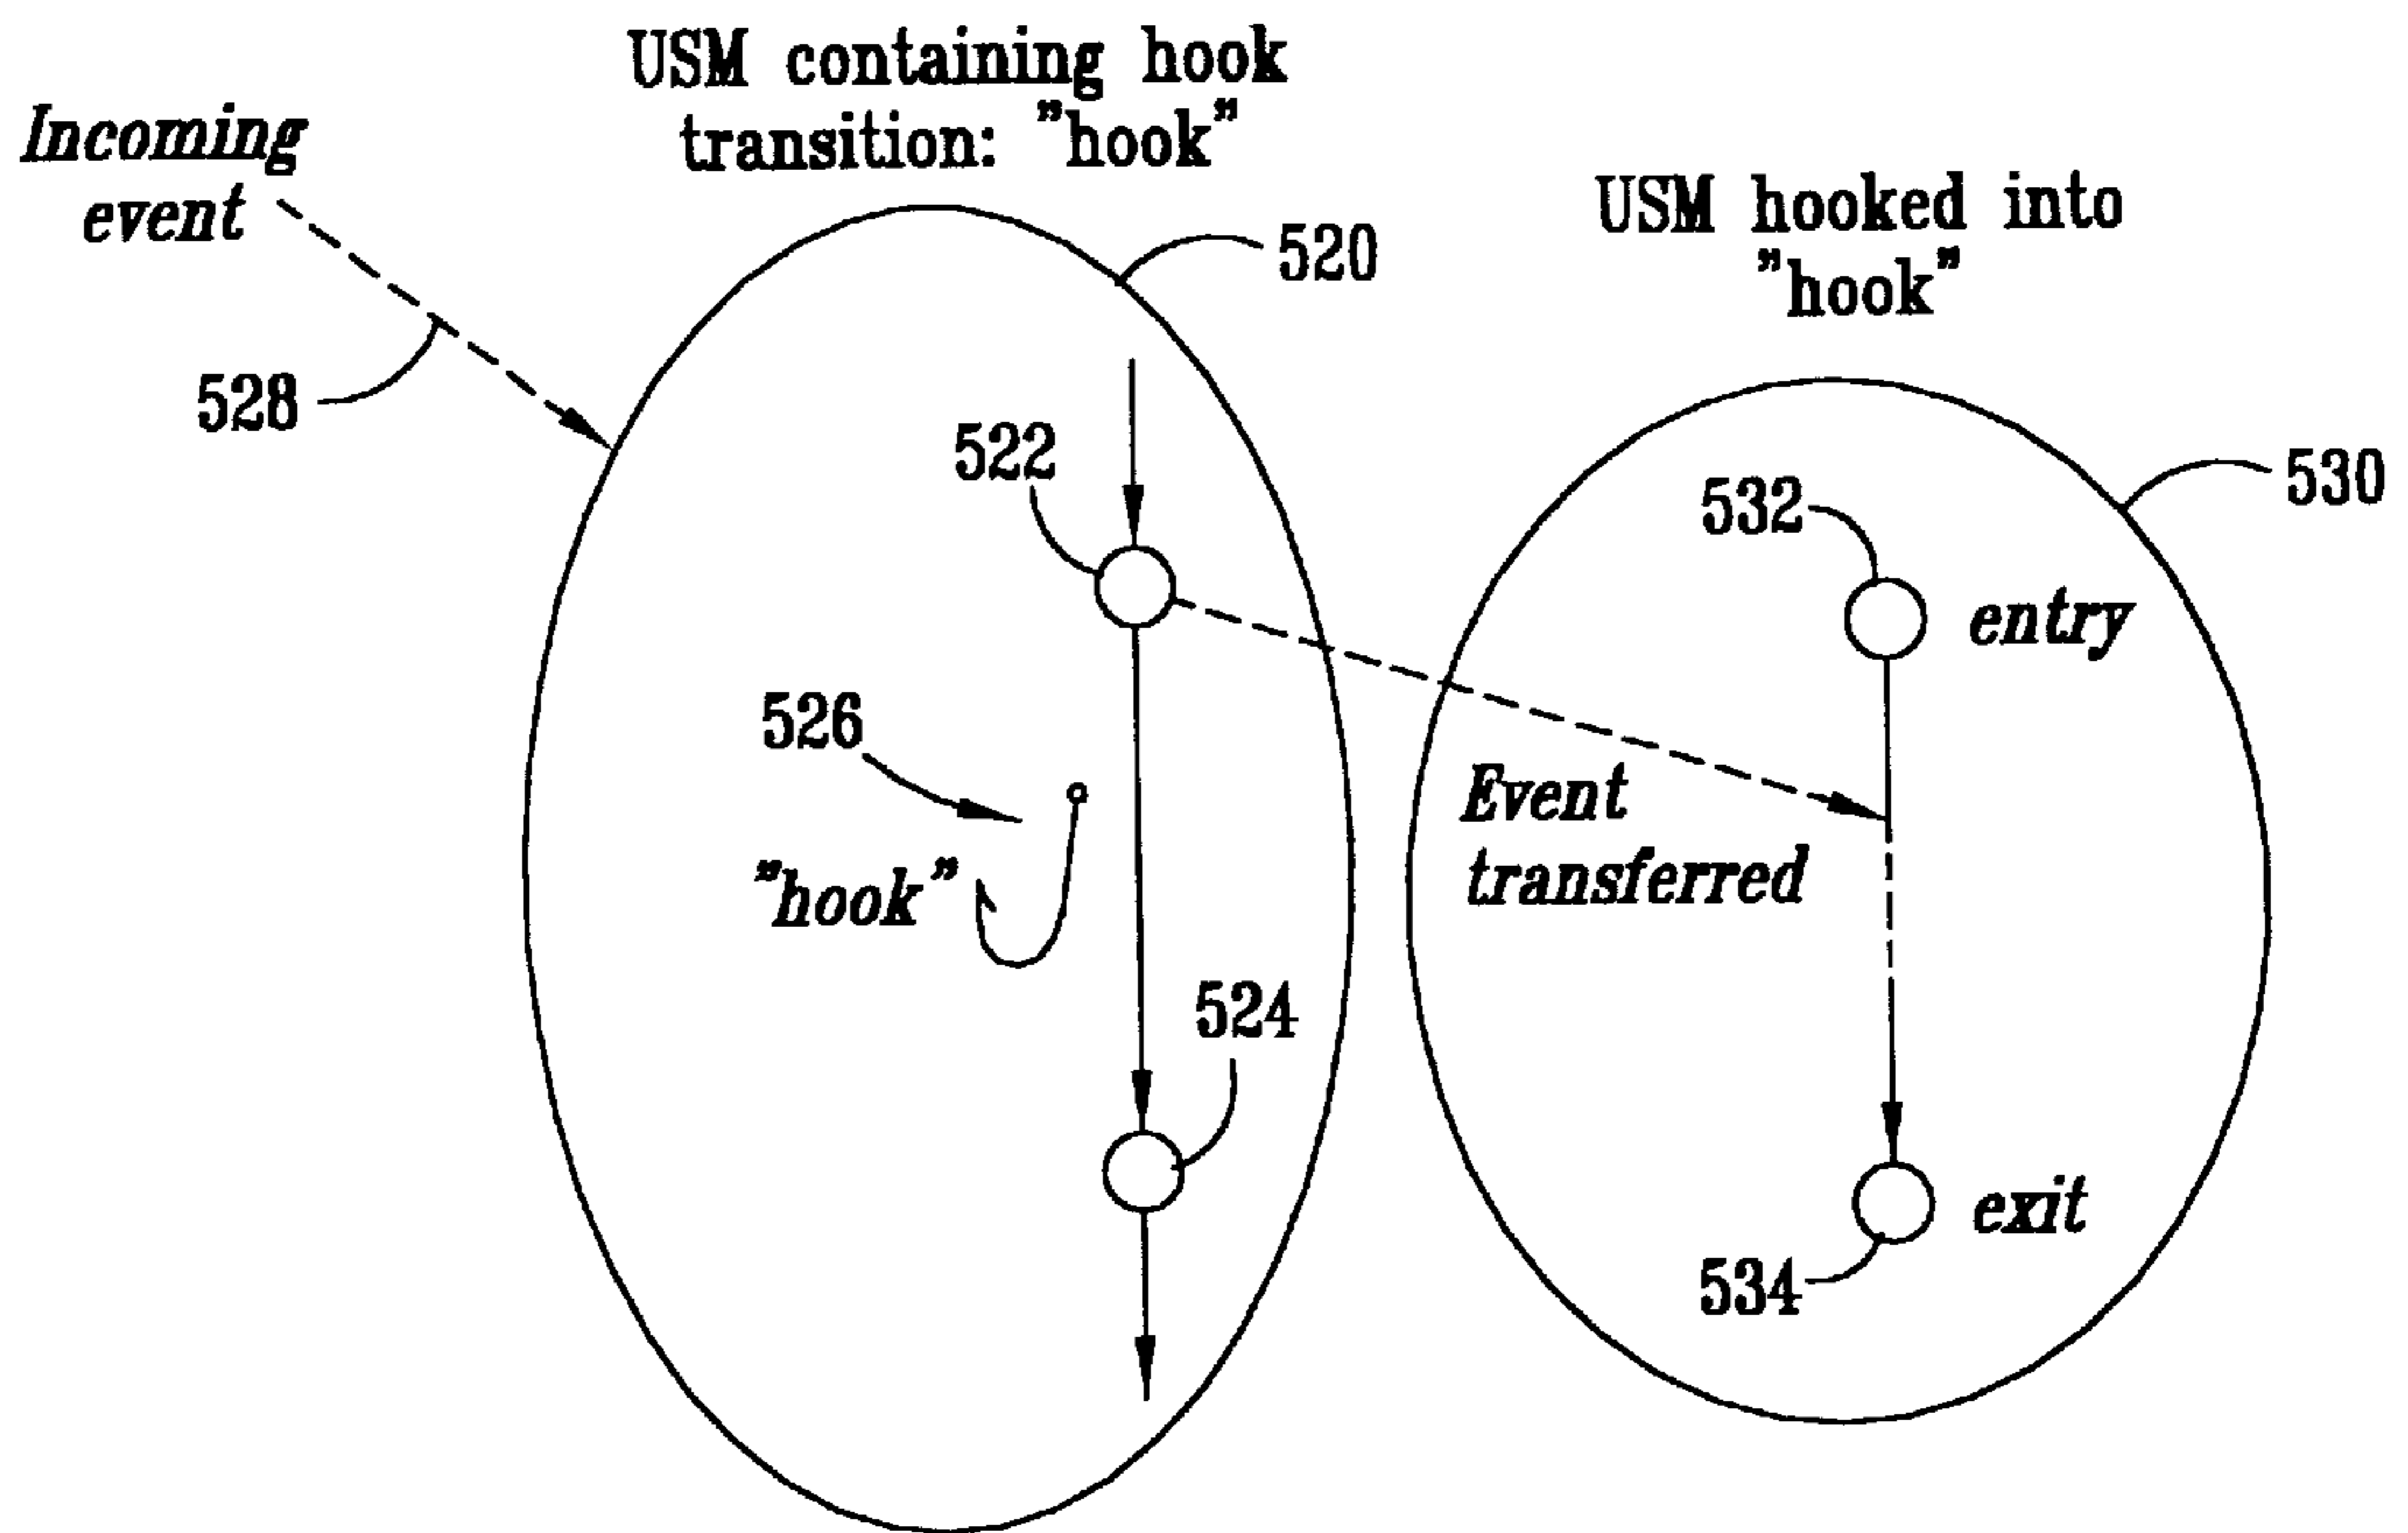 USM containing hook
transition: "hook"
Incoming
event
USM hooked into
"hook"
520
528
522
530
532
entry
526
Event
transferred
"hook"
524
exit
534